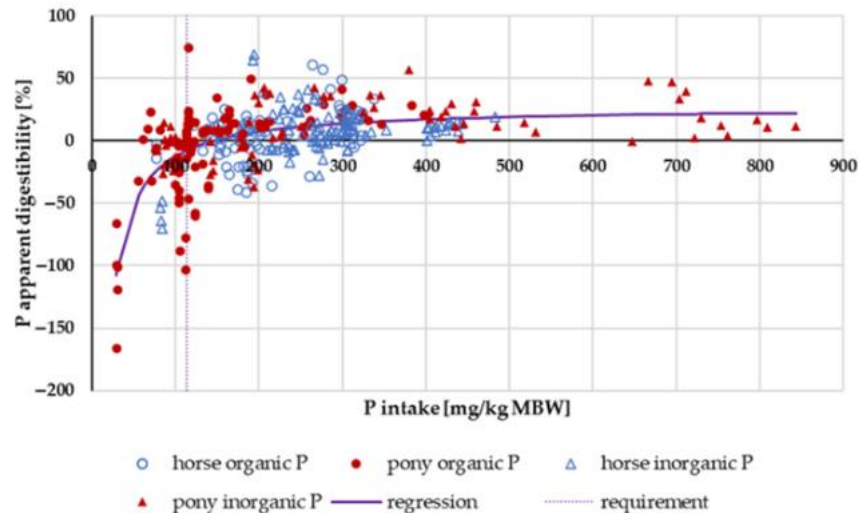 100
50
0
−50
−100
−150
−200
0 100 200 300 400 500 600 700 800 900
P apparent digestibility [%]
P intake [mg/kg MBW]
horse organic P pony organic P horse inorganic P
pony inorganic P regression requirement